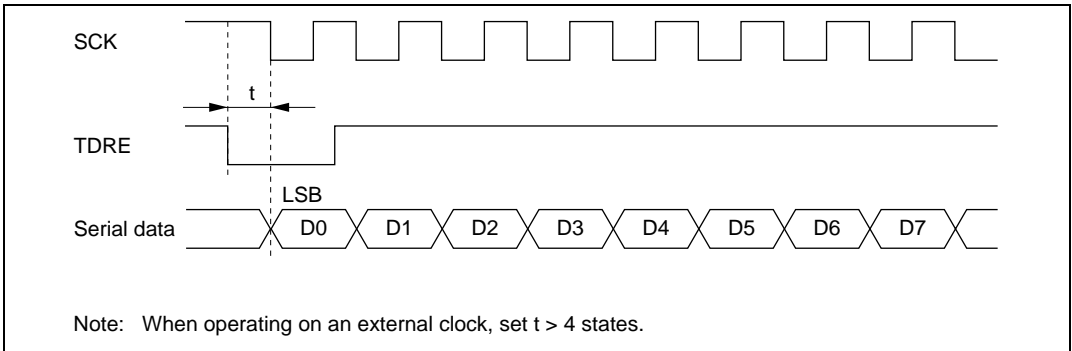 SCK
t
TDRE
LSB
Serial data D0 D1 D2 D3 D4 D5 D6 D7
Note: When operating on an external clock, set t > 4 states.